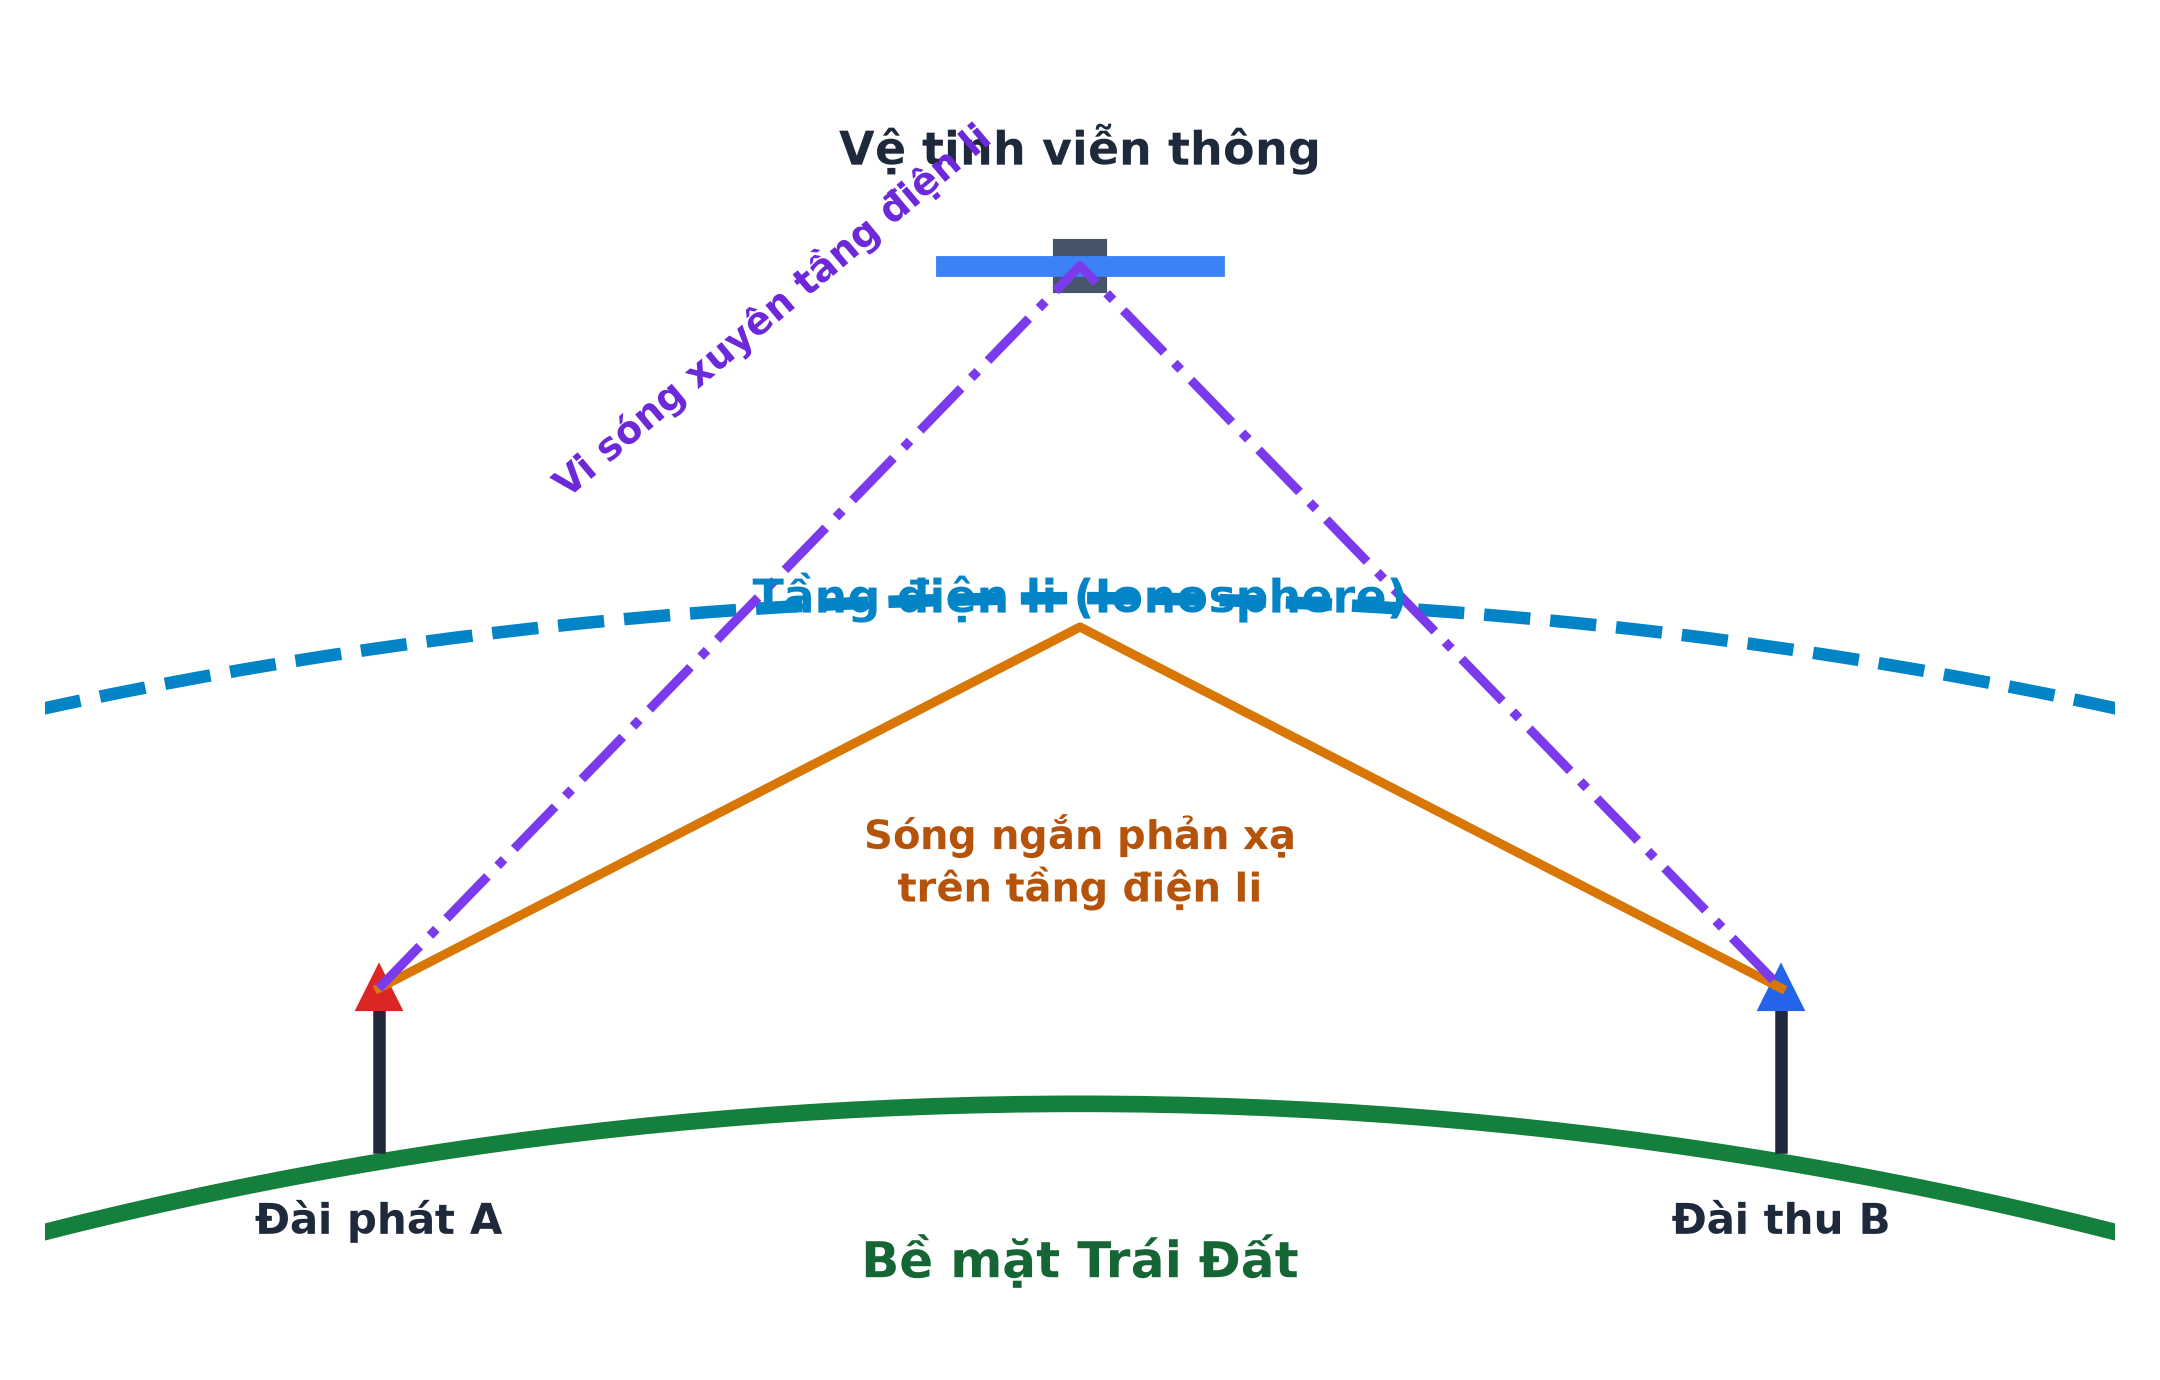 Vệ tinh viễn thông
Vi sóng xuyên tầng điện li
Tầng điện li (Ionosphere)
Sóng ngắn phản xạ
trên tầng điện li
Đài phát A
Đài thu B
Bề mặt Trái Đất